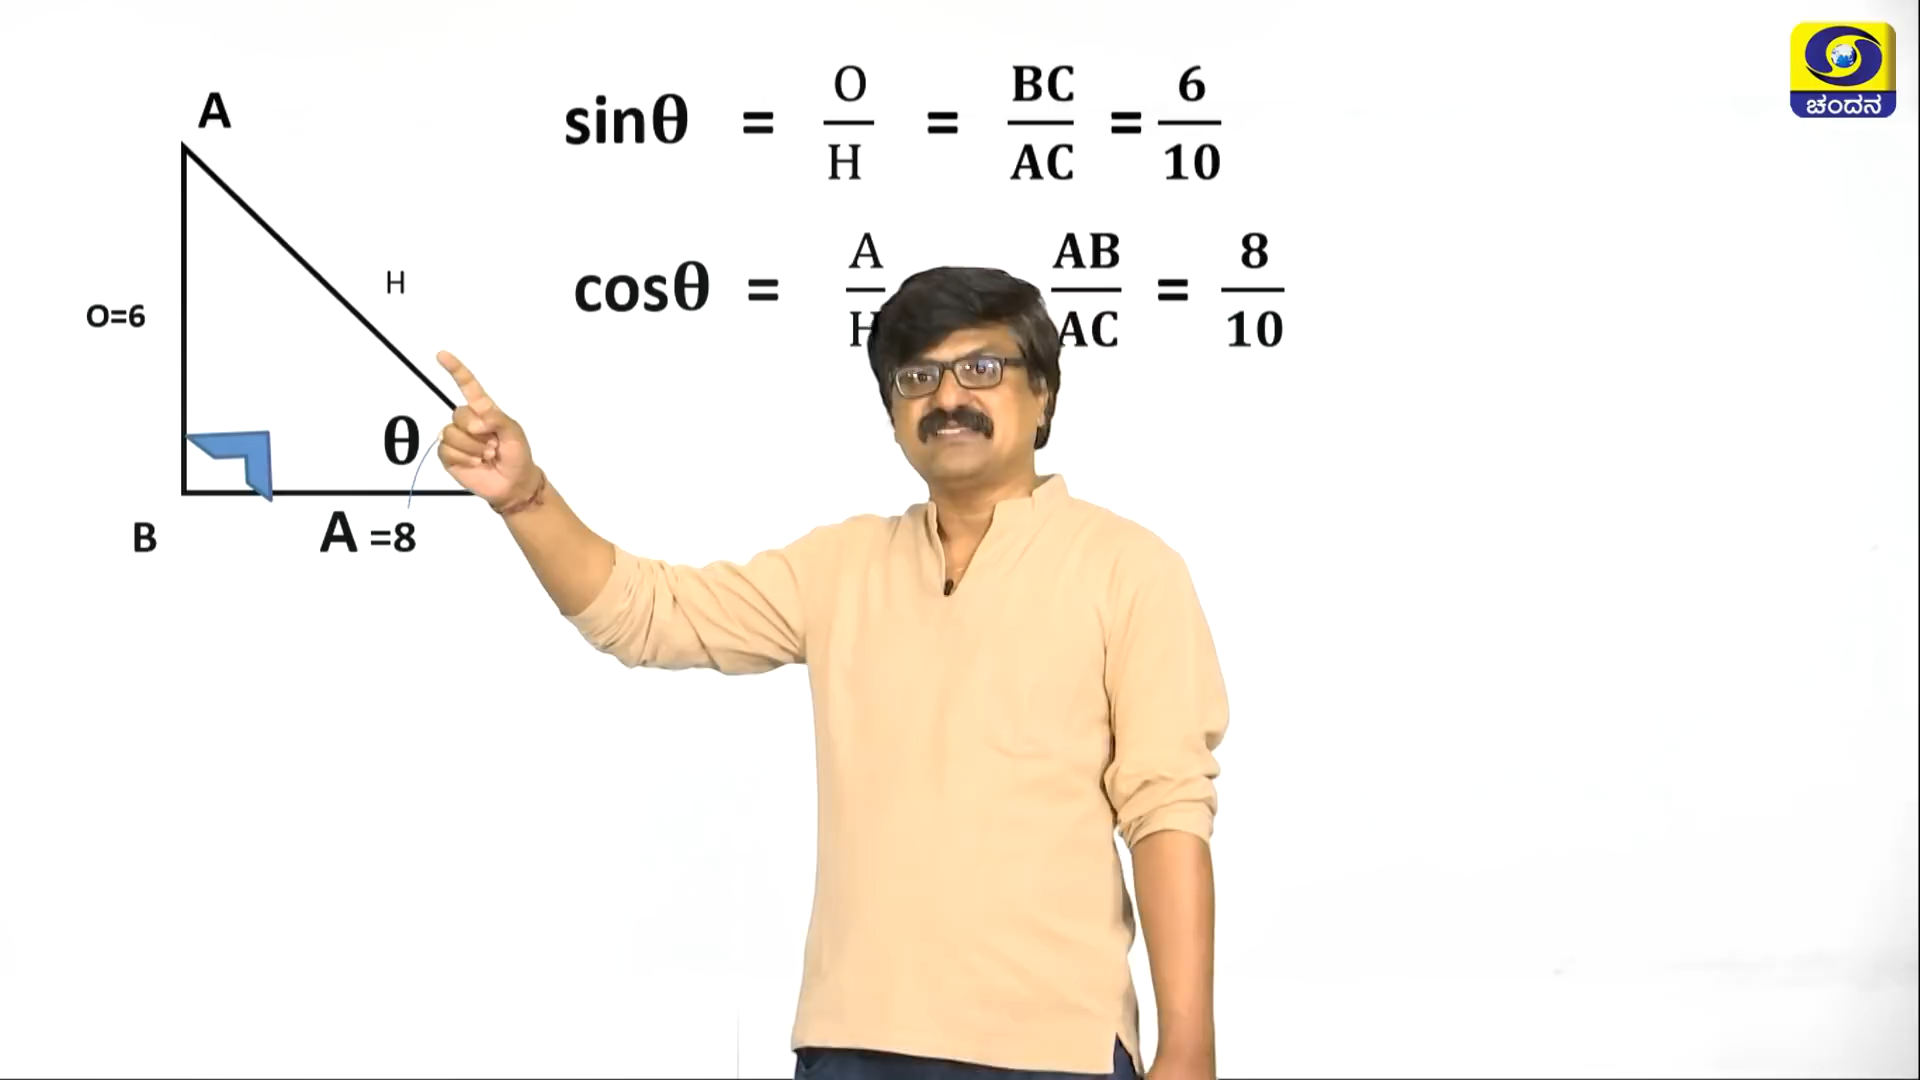 A
sinθ = O/H = BC/AC = 6/10
cosθ = A/H AB/AC = 8/10
H
O=6
θ
B
A =8
ಚಂದನ